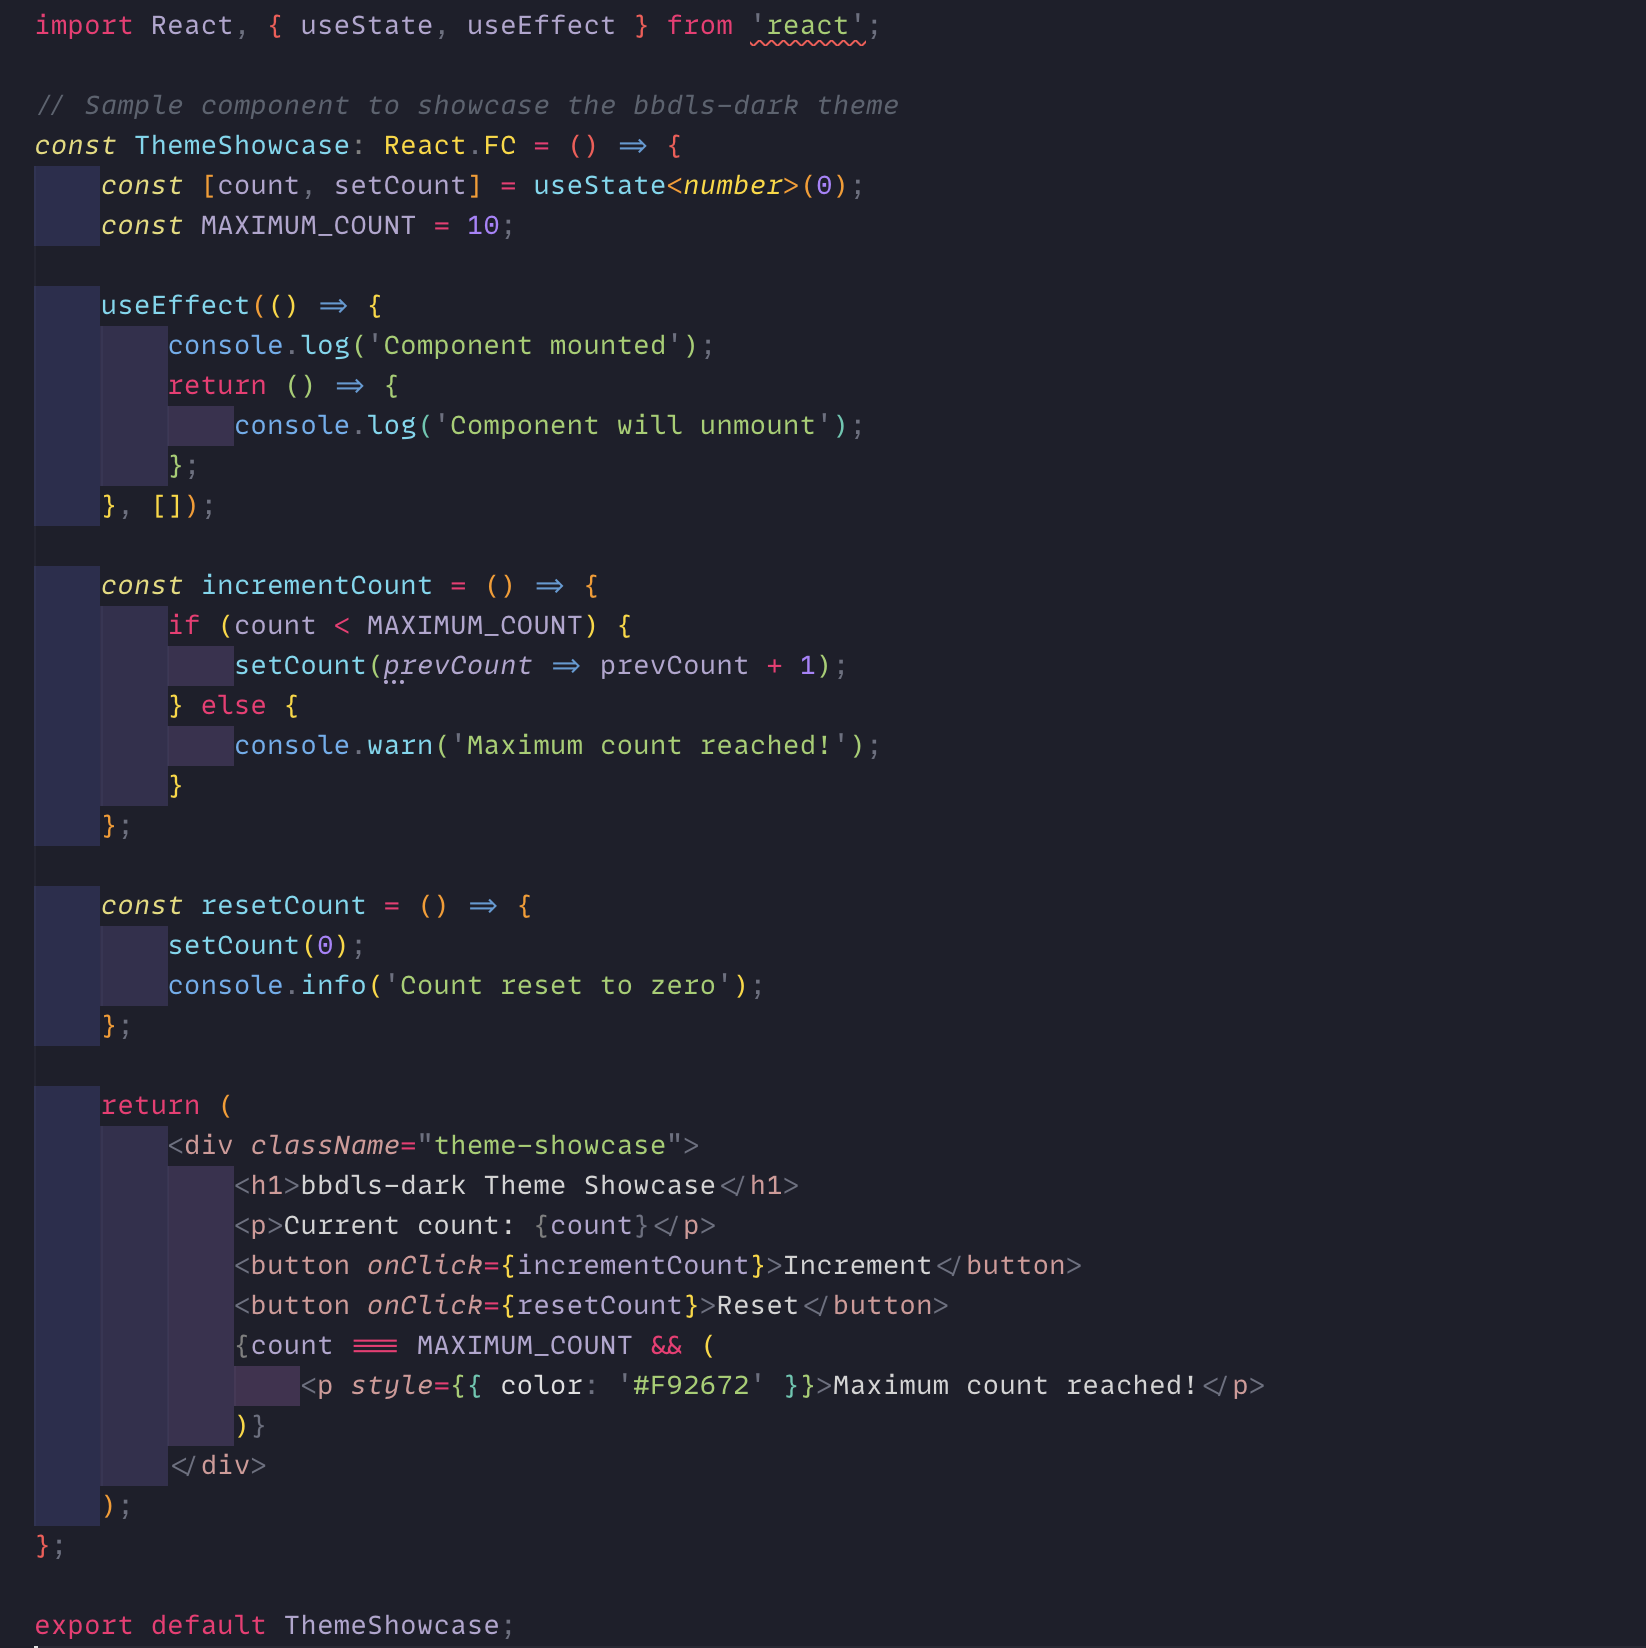 import React, { useState, useEffect } from 'react';
// Sample component to showcase the bbdls-dark theme
const ThemeShowcase: React.FC = () => {
    const [count, setCount] = useState<number>(0);
    const MAXIMUM_COUNT = 10;
    useEffect(() => {
        console.log('Component mounted');
        return () => {
            console.log('Component will unmount');
        };
    }, []);
    const incrementCount = () => {
        if (count < MAXIMUM_COUNT) {
            setCount(prevCount => prevCount + 1);
        } else {
            console.warn('Maximum count reached!');
        }
    };
    const resetCount = () => {
        setCount(0);
        console.info('Count reset to zero');
    };
    return (
        <div className="theme-showcase">
            <h1>bbdls-dark Theme Showcase</h1>
            <p>Current count: {count}</p>
            <button onClick={incrementCount}>Increment</button>
            <button onClick={resetCount}>Reset</button>
            {count === MAXIMUM_COUNT && (
                <p style={{ color: '#F92672' }}>Maximum count reached!</p>
            )}
        </div>
    );
};
export default ThemeShowcase;